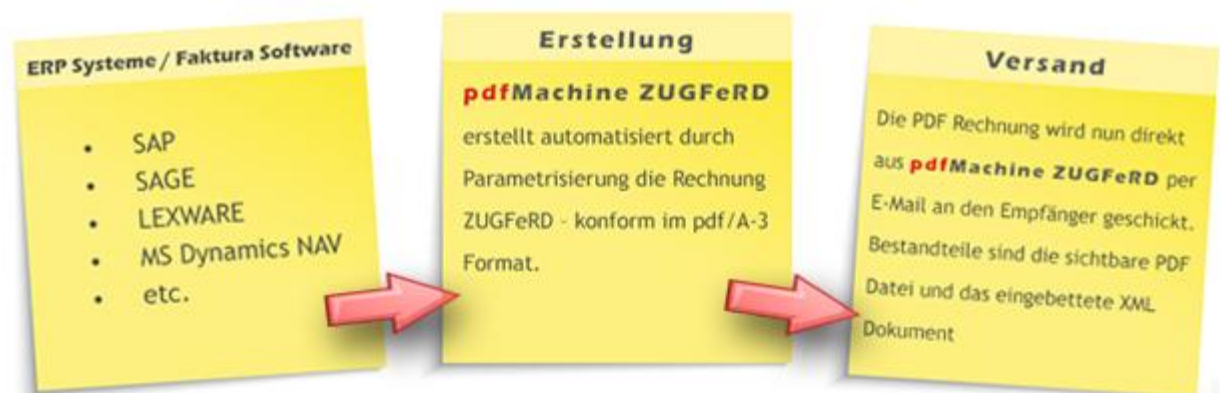 ERP Systeme / Faktura Software
• SAP
• SAGE
• LEXWARE
• MS Dynamics NAV
• etc.
Erstellung
pdfMachine ZUGFeRD
erstellt automatisiert durch
Parametrisierung die Rechnung
ZUGFeRD - konform im pdf/A-3
Format.
Versand
Die PDF Rechnung wird nun direkt
aus pdfMachine ZUGFeRD per
E-Mail an den Empfänger geschickt.
Bestandteile sind die sichtbare PDF
Datei und das eingebettete XML
Dokument